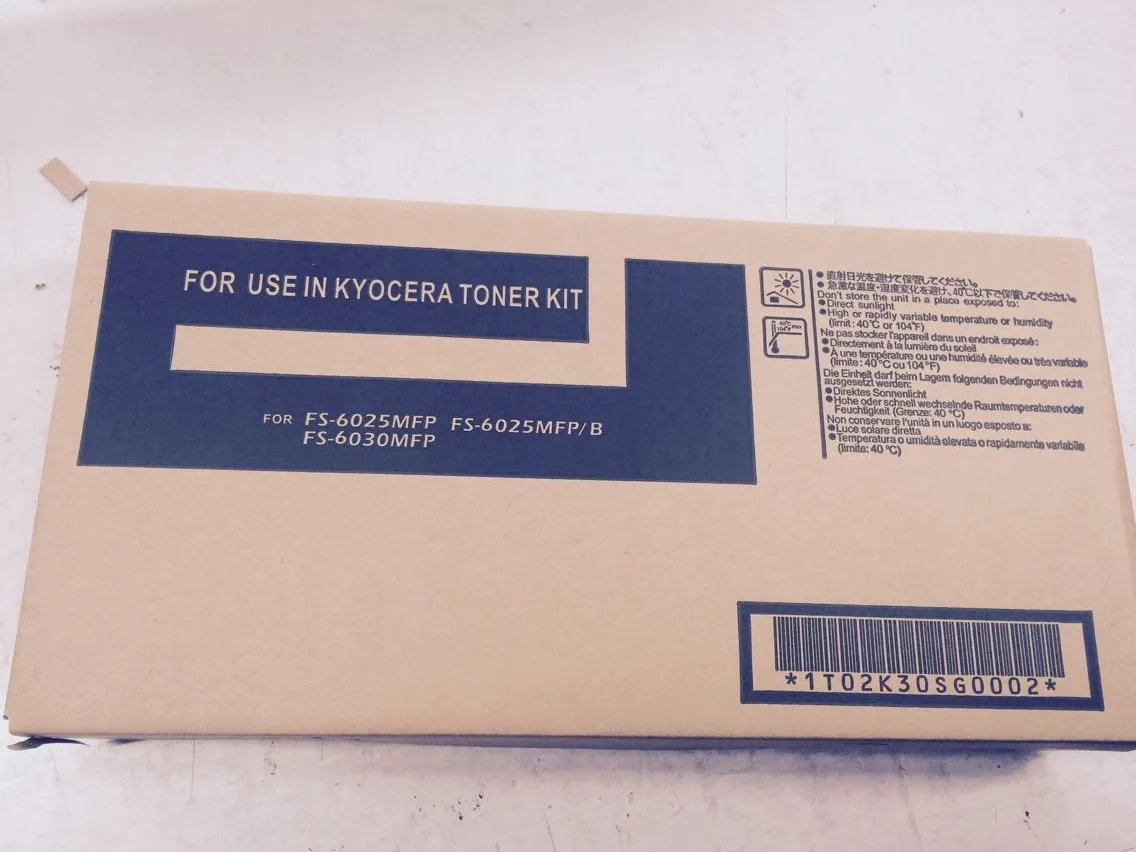 FOR USE IN KYOCERA TONER KIT
FOR FS-6025MFP FS-6025MFP/B
FS-6030MFP
●直射日光を避けて保管してください。
●急激な温度・湿度変化を避け、40℃以下で保管してください。
Don't store the unit in a place exposed to:
●Direct sunlight
●High or rapidly variable temperature or humidity
(limit: 40℃ or 104°F)
Ne pas stocker l'appareil dans un endroit exposé:
●Directement à la lumière du soleil
●À une température ou une humidité élevée ou très variable
(limite: 40℃ ou 104°F)
Die Einheit darf beim Lagern folgenden Bedingungen nicht
ausgesetzt werden:
●Direktes Sonnenlicht
●Hohe oder schnell wechselnde Raumtemperaturen oder
Feuchtigkeit (Grenze: 40 ℃)
Non conservare l'unità in un luogo esposto a:
●Luce solare diretta
●Temperatura o umidità elevata o rapidamente variabile
(limite: 40 ℃)
*1T02K30SG0002*